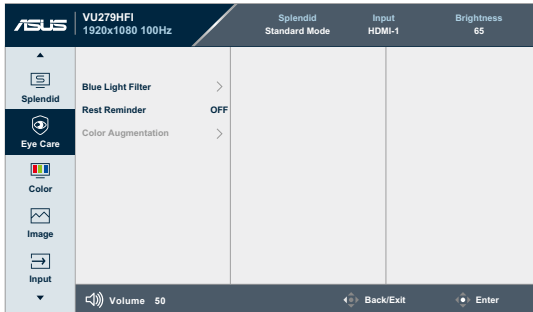 ASUS
VU279HFI
1920x1080 100Hz
Splendid
Standard Mode
Input
HDMI-1
Brightness
65
Splendid
Eye Care
Color
Image
Input
Blue Light Filter
Rest Reminder OFF
Color Augmentation
Volume 50
Back/Exit
Enter